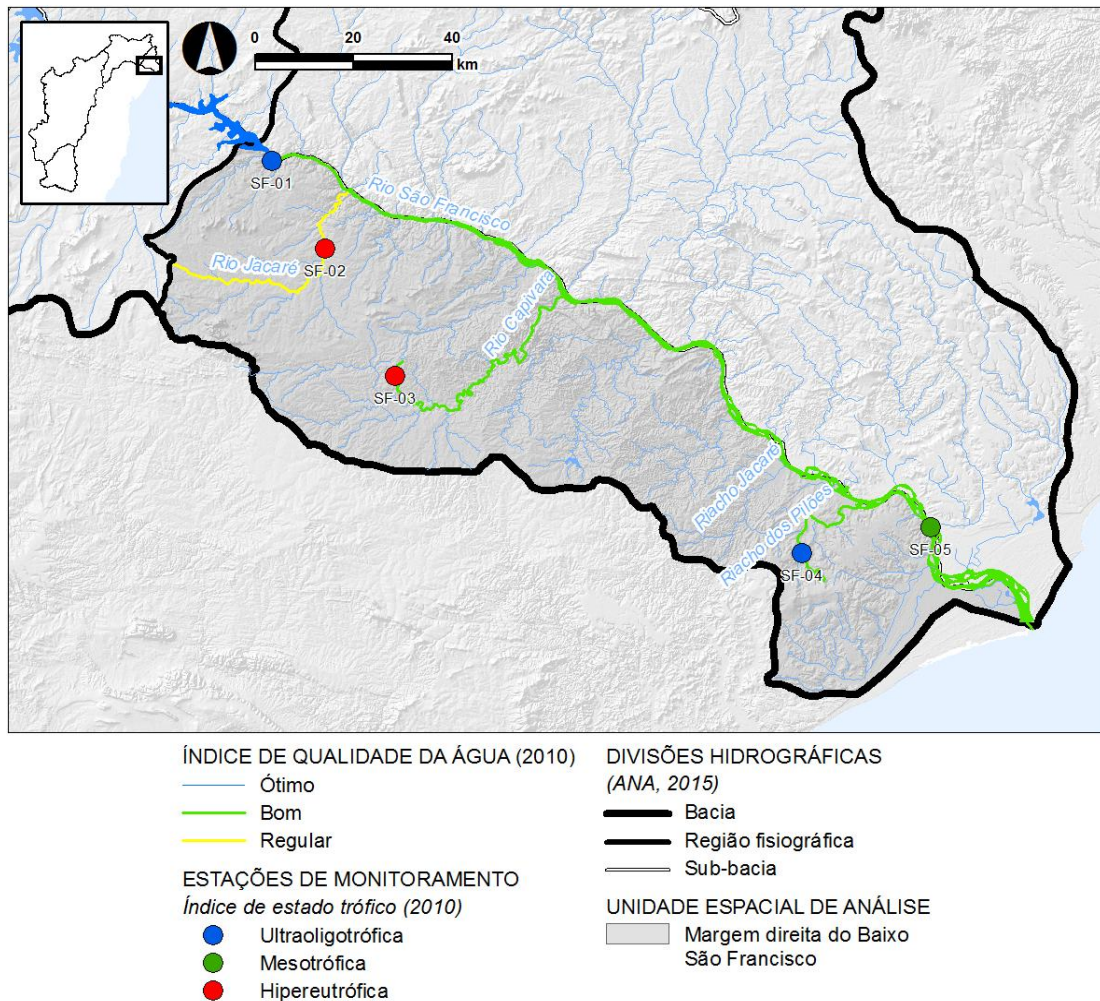 0 20 40
km
SF-01
Rio São Francisco
SF-02
Rio Jacaré
Rio Capivara
SF-03
Riacho Jacaré
Riacho dos Pilões
SF-05
SF-04
ÍNDICE DE QUALIDADE DA ÁGUA (2010)
Ótimo
Bom
Regular
ESTAÇÕES DE MONITORAMENTO
Índice de estado trófico (2010)
Ultraoligotrófica
Mesotrófica
Hipereutrófica
DIVISÕES HIDROGRÁFICAS
(ANA, 2015)
Bacia
Região fisiográfica
Sub-bacia
UNIDADE ESPACIAL DE ANÁLISE
Margem direita do Baixo
São Francisco